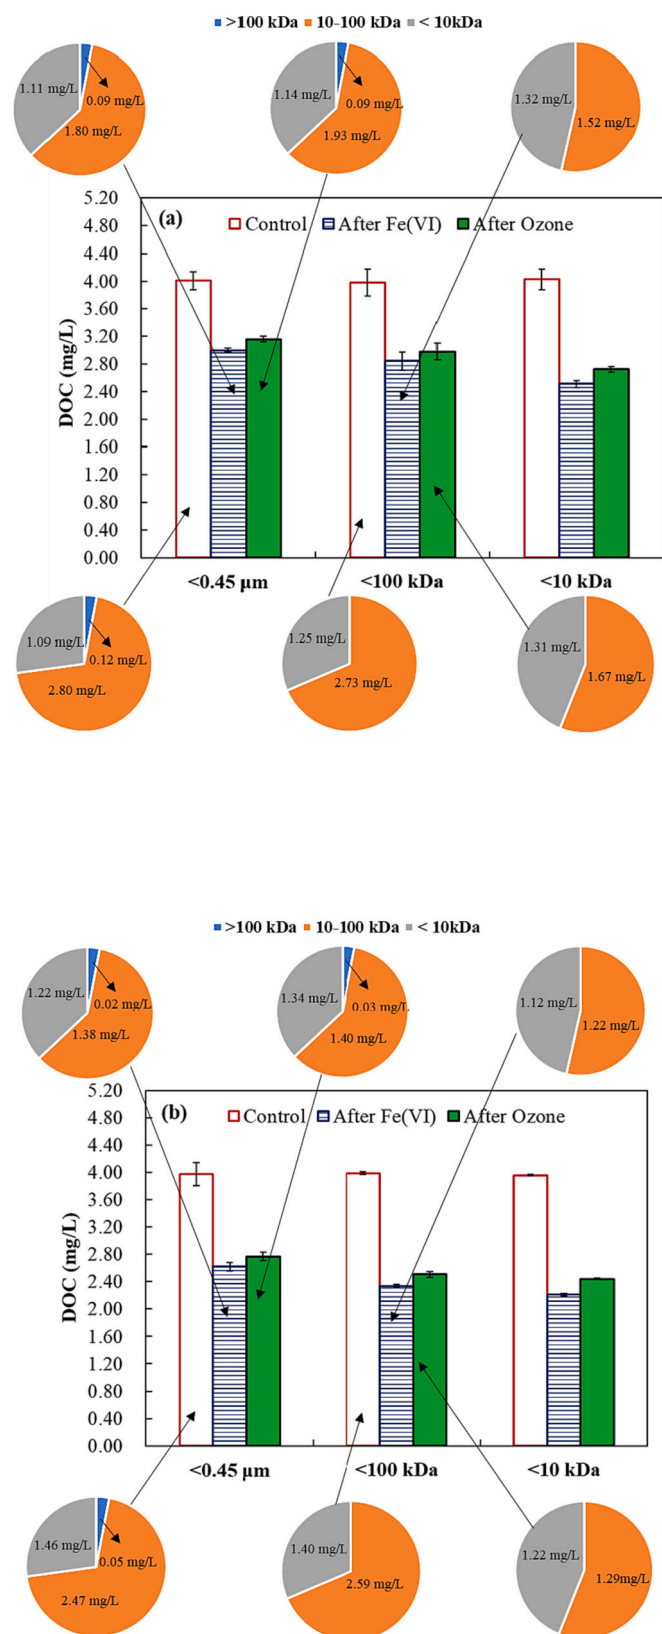 >100 kDa 10-100 kDa < 10kDa
1.11 mg/L 0.09 mg/L 1.80 mg/L
1.14 mg/L 0.09 mg/L 1.93 mg/L
1.32 mg/L 1.52 mg/L
(a)
Control After Fe(VI) After Ozone
DOC (mg/L)
5.20
4.80
4.40
4.00
3.60
3.20
2.80
2.40
2.00
1.60
1.20
0.80
0.40
0.00
<0.45 µm <100 kDa <10 kDa
1.09 mg/L 0.12 mg/L 2.80 mg/L
1.25 mg/L 2.73 mg/L
1.31 mg/L 1.67 mg/L
>100 kDa 10-100 kDa < 10kDa
1.22 mg/L 0.02 mg/L 1.38 mg/L
1.34 mg/L 0.03 mg/L 1.40 mg/L
1.12 mg/L 1.22 mg/L
(b)
Control After Fe(VI) After Ozone
DOC (mg/L)
5.20
4.80
4.40
4.00
3.60
3.20
2.80
2.40
2.00
1.60
1.20
0.80
0.40
0.00
<0.45 µm <100 kDa <10 kDa
1.46 mg/L 0.05 mg/L 2.47 mg/L
1.40 mg/L 2.59 mg/L
1.22 mg/L 1.29mg/L